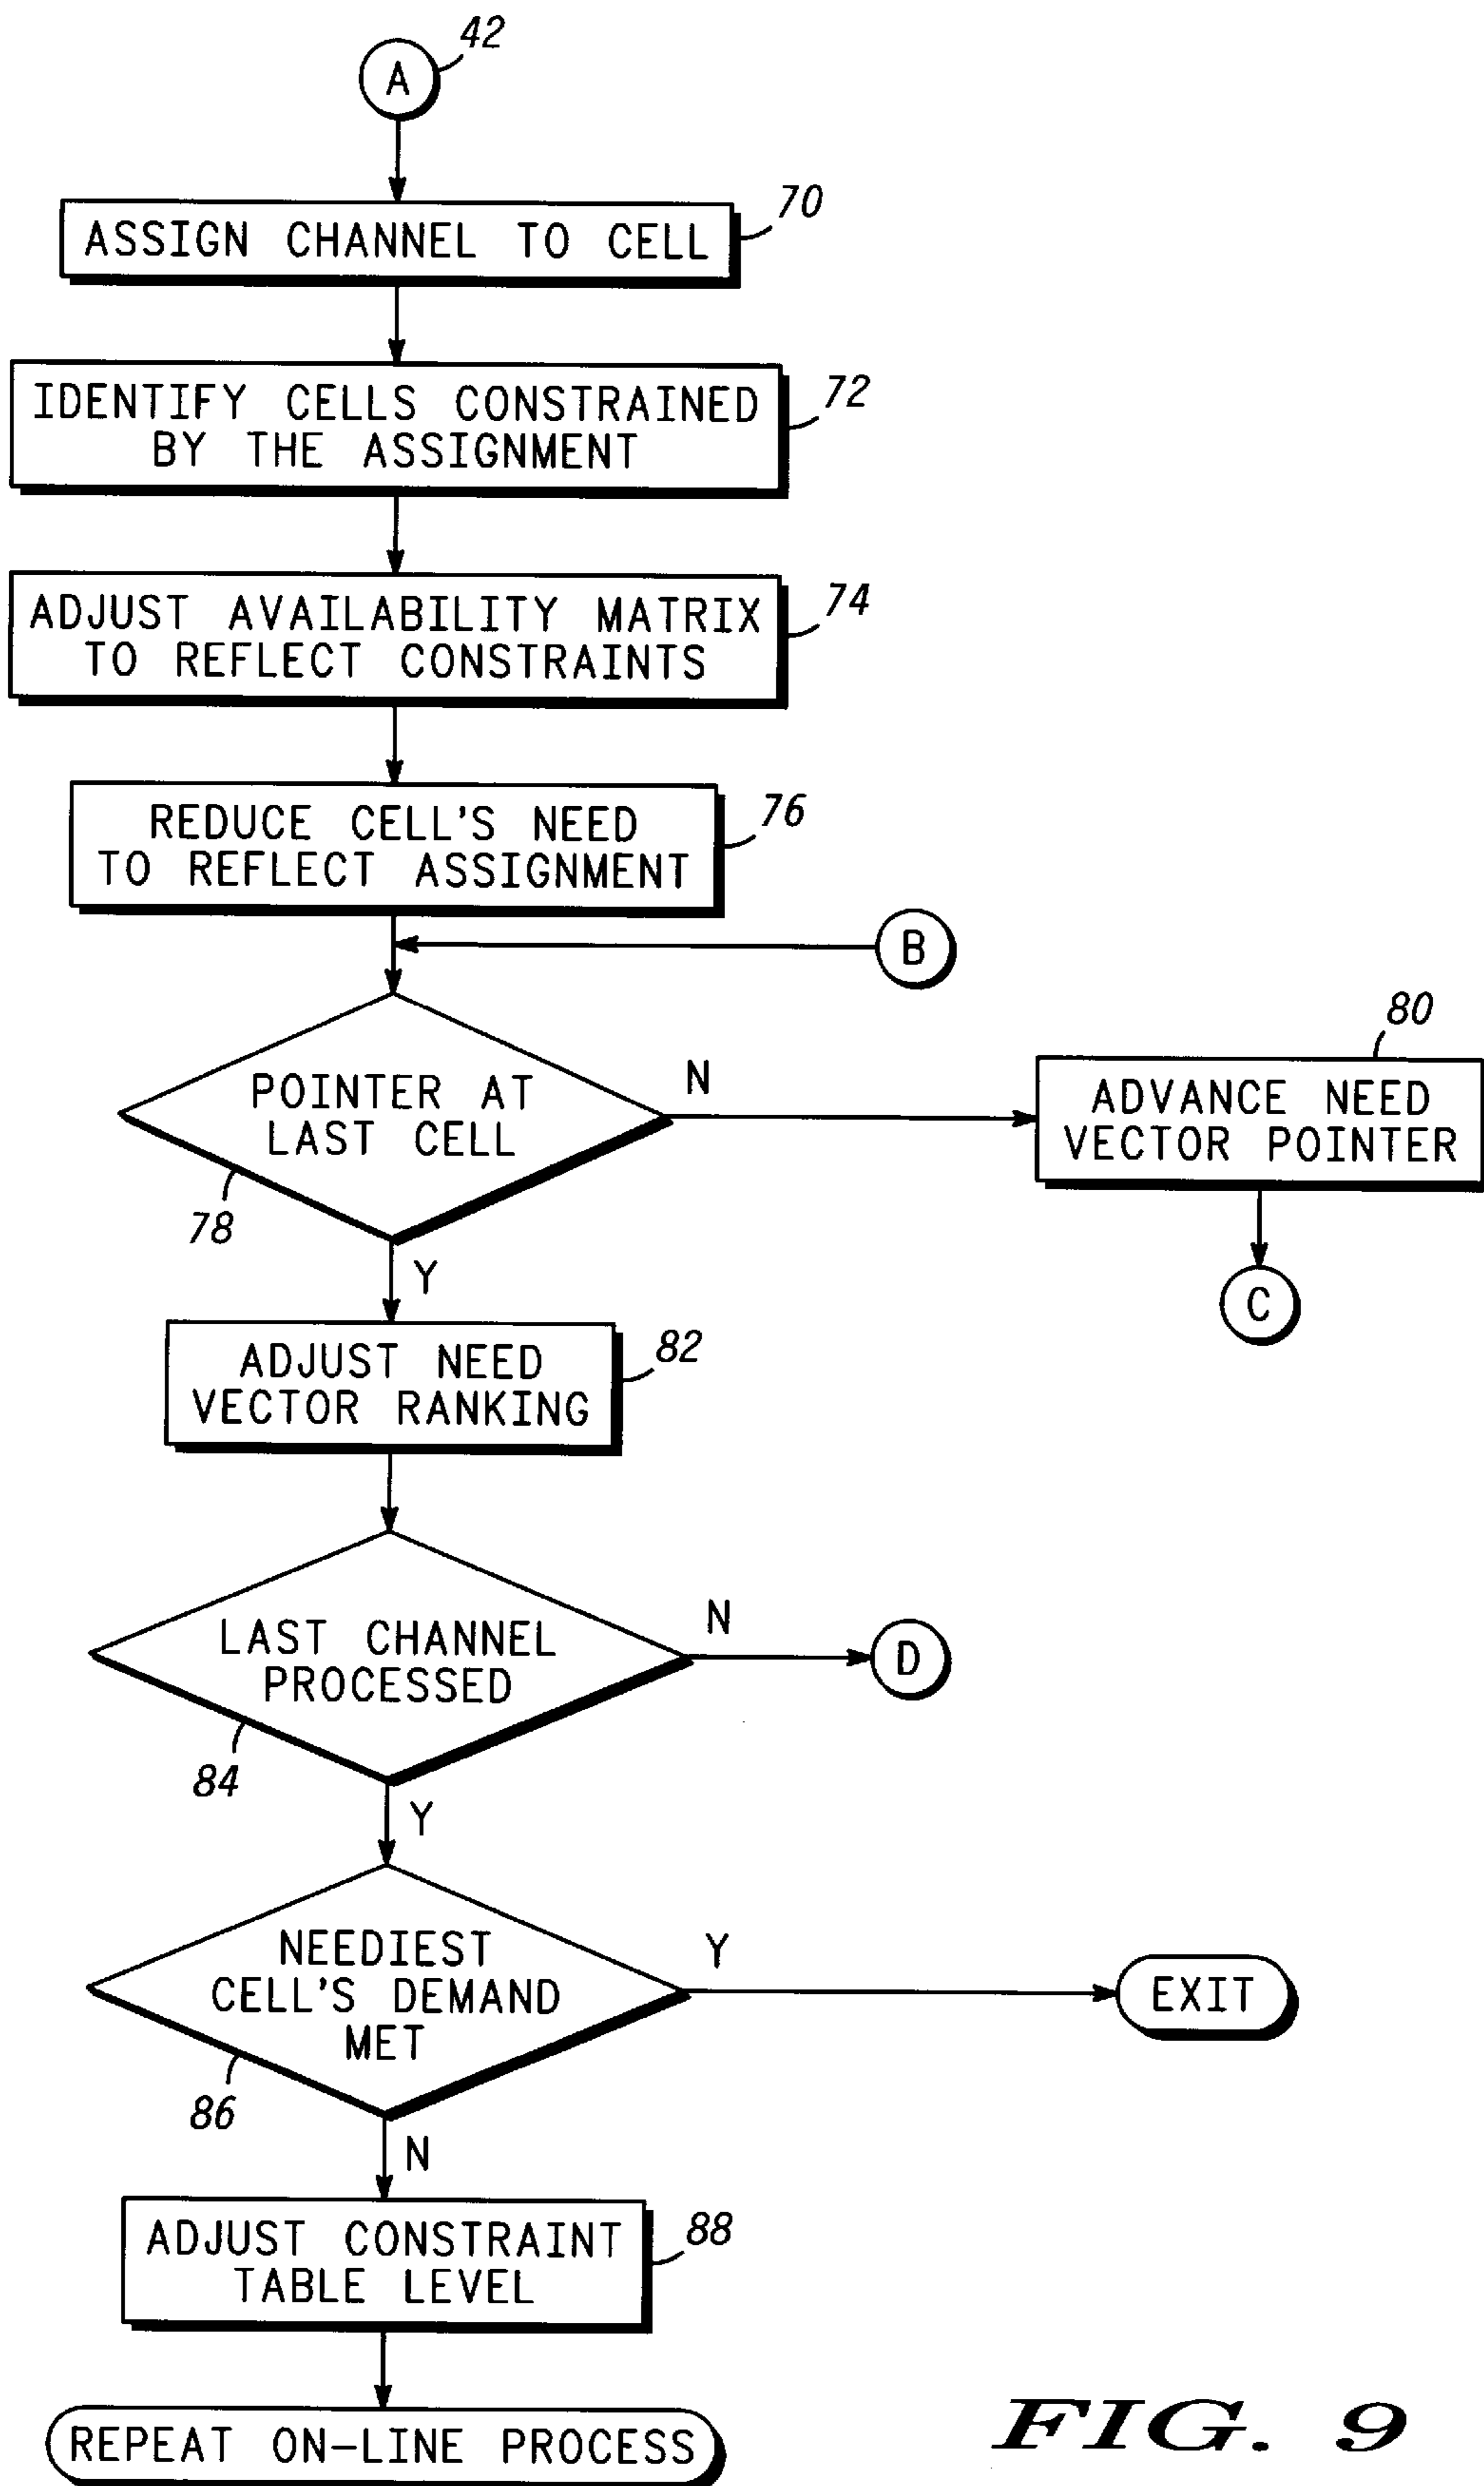 42
A
70
ASSIGN CHANNEL TO CELL
72
IDENTIFY CELLS CONSTRAINED
BY THE ASSIGNMENT
74
ADJUST AVAILABILITY MATRIX
TO REFLECT CONSTRAINTS
76
REDUCE CELL'S NEED
TO REFLECT ASSIGNMENT
B
POINTER AT
LAST CELL
78
N
80
ADVANCE NEED
VECTOR POINTER
C
Y
82
ADJUST NEED
VECTOR RANKING
LAST CHANNEL
PROCESSED
84
N
D
Y
NEEDIEST
CELL'S DEMAND
MET
86
Y
EXIT
N
88
ADJUST CONSTRAINT
TABLE LEVEL
REPEAT ON-LINE PROCESS
FIG. 9